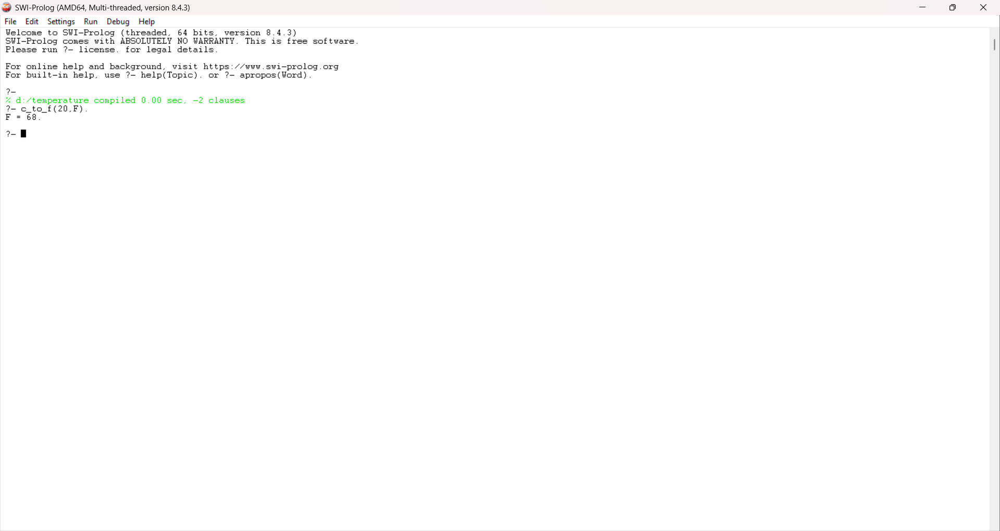 SWI-Prolog (AMD64, Multi-threaded, version 8.4.3)
File Edit Settings Run Debug Help
Welcome to SWI-Prolog (threaded, 64 bits, version 8.4.3)
SWI-Prolog comes with ABSOLUTELY NO WARRANTY. This is free software.
Please run ?- license. for legal details.
For online help and background, visit https://www.swi-prolog.org
For built-in help, use ?- help(Topic). or ?- apropos(Word).
?-
% d:/temperature compiled 0.00 sec, -2 clauses
?- c_to_f(20,F).
F = 68.
?-